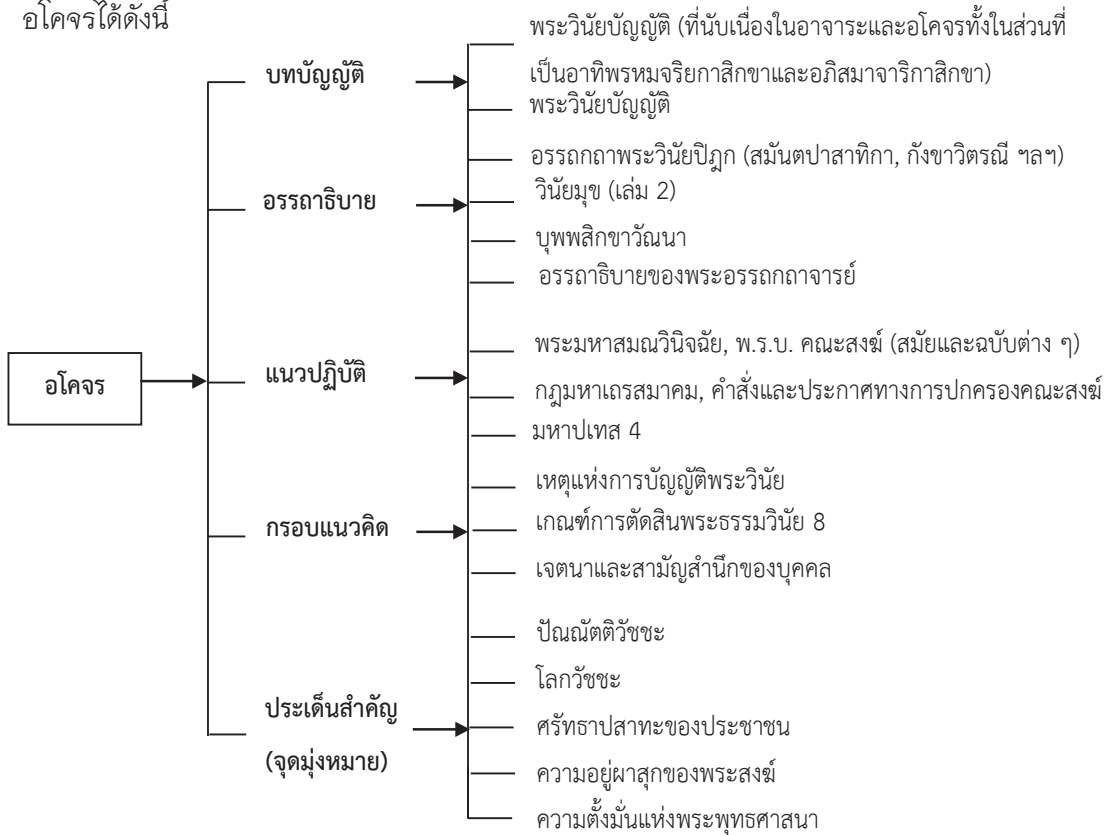 อโคจรได้ดังนี้
พระวินัยบัญญัติ (ที่นับเนื่องในอาจาระและอโคจรทั้งในส่วนที่
บทบัญญัติ
เป็นอาทิพรหมจริยกาสิกขาและอภิสมาจาริกาสิกขา)
พระวินัยบัญญัติ
อรรถกถาพระวินัยปิฎก (สมันตปาสาทิกา, กังขาวิตรณี ฯลฯ)
อรรถาธิบาย
วินัยมุข (เล่ม 2)
บุพพสิกขาวัณนา
อรรถาธิบายของพระอรรถกถาจารย์
อโคจร
แนวปฏิบัติ
พระมหาสมณวินิจฉัย, พ.ร.บ. คณะสงฆ์ (สมัยและฉบับต่าง ๆ)
กฎมหาเถรสมาคม, คำสั่งและประกาศทางการปกครองคณะสงฆ์
มหาปเทส 4
กรอบแนวคิด
เหตุแห่งการบัญญัติพระวินัย
เกณฑ์การตัดสินพระธรรมวินัย 8
เจตนาและสามัญสำนึกของบุคคล
ประเด็นสำคัญ
(จุดมุ่งหมาย)
ปัณณัตติวัชชะ
โลกวัชชะ
ศรัทธาปสาทะของประชาชน
ความอยู่ผาสุกของพระสงฆ์
ความตั้งมั่นแห่งพระพุทธศาสนา